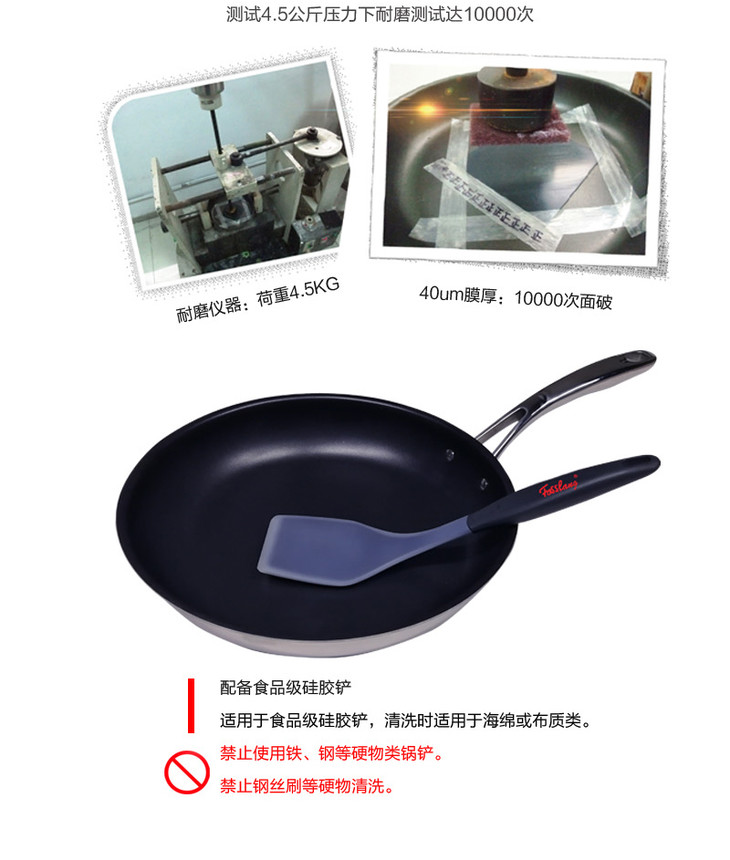 测试4.5公斤压力下耐磨测试达10000次
耐磨仪器：荷重4.5KG
40um膜厚：10000次面破
配备食品级硅胶铲
适用于食品级硅胶铲，清洗时适用于海绵或布质类。
禁止使用铁、钢等硬物类锅铲。
禁止钢丝刷等硬物清洗。